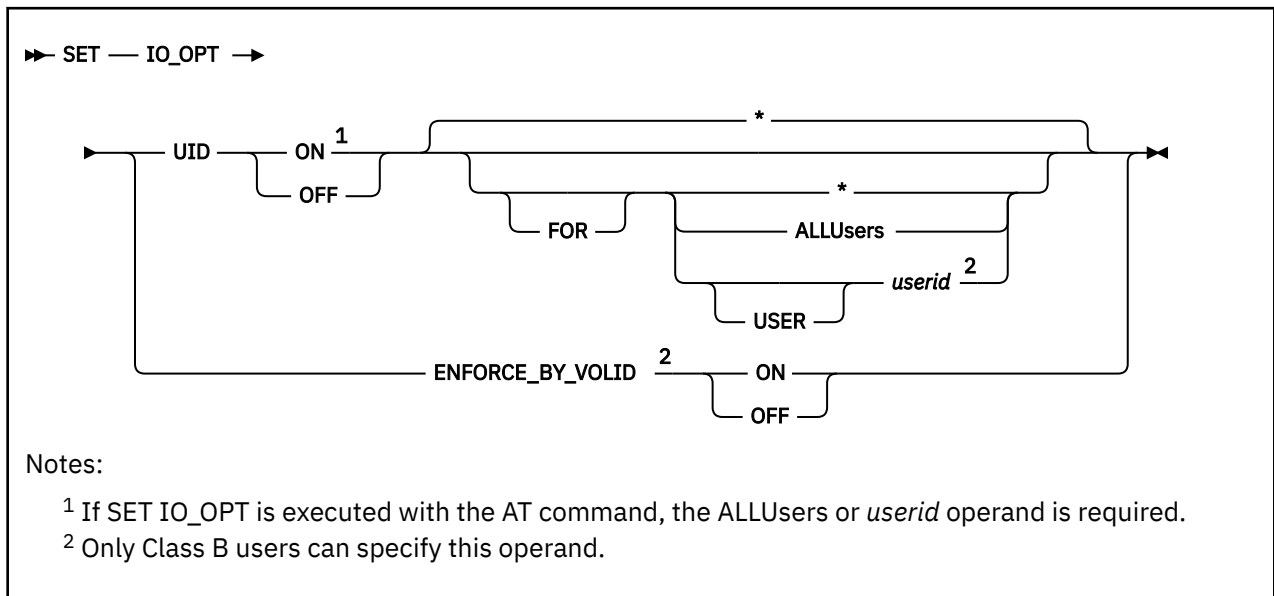 SET IO_OPT
*
UID ON 1
OFF
*
FOR ALLUsers
userid 2
USER
ENFORCE_BY_VOLID 2 ON
OFF
Notes:
1 If SET IO_OPT is executed with the AT command, the ALLUsers or userid operand is required.
2 Only Class B users can specify this operand.